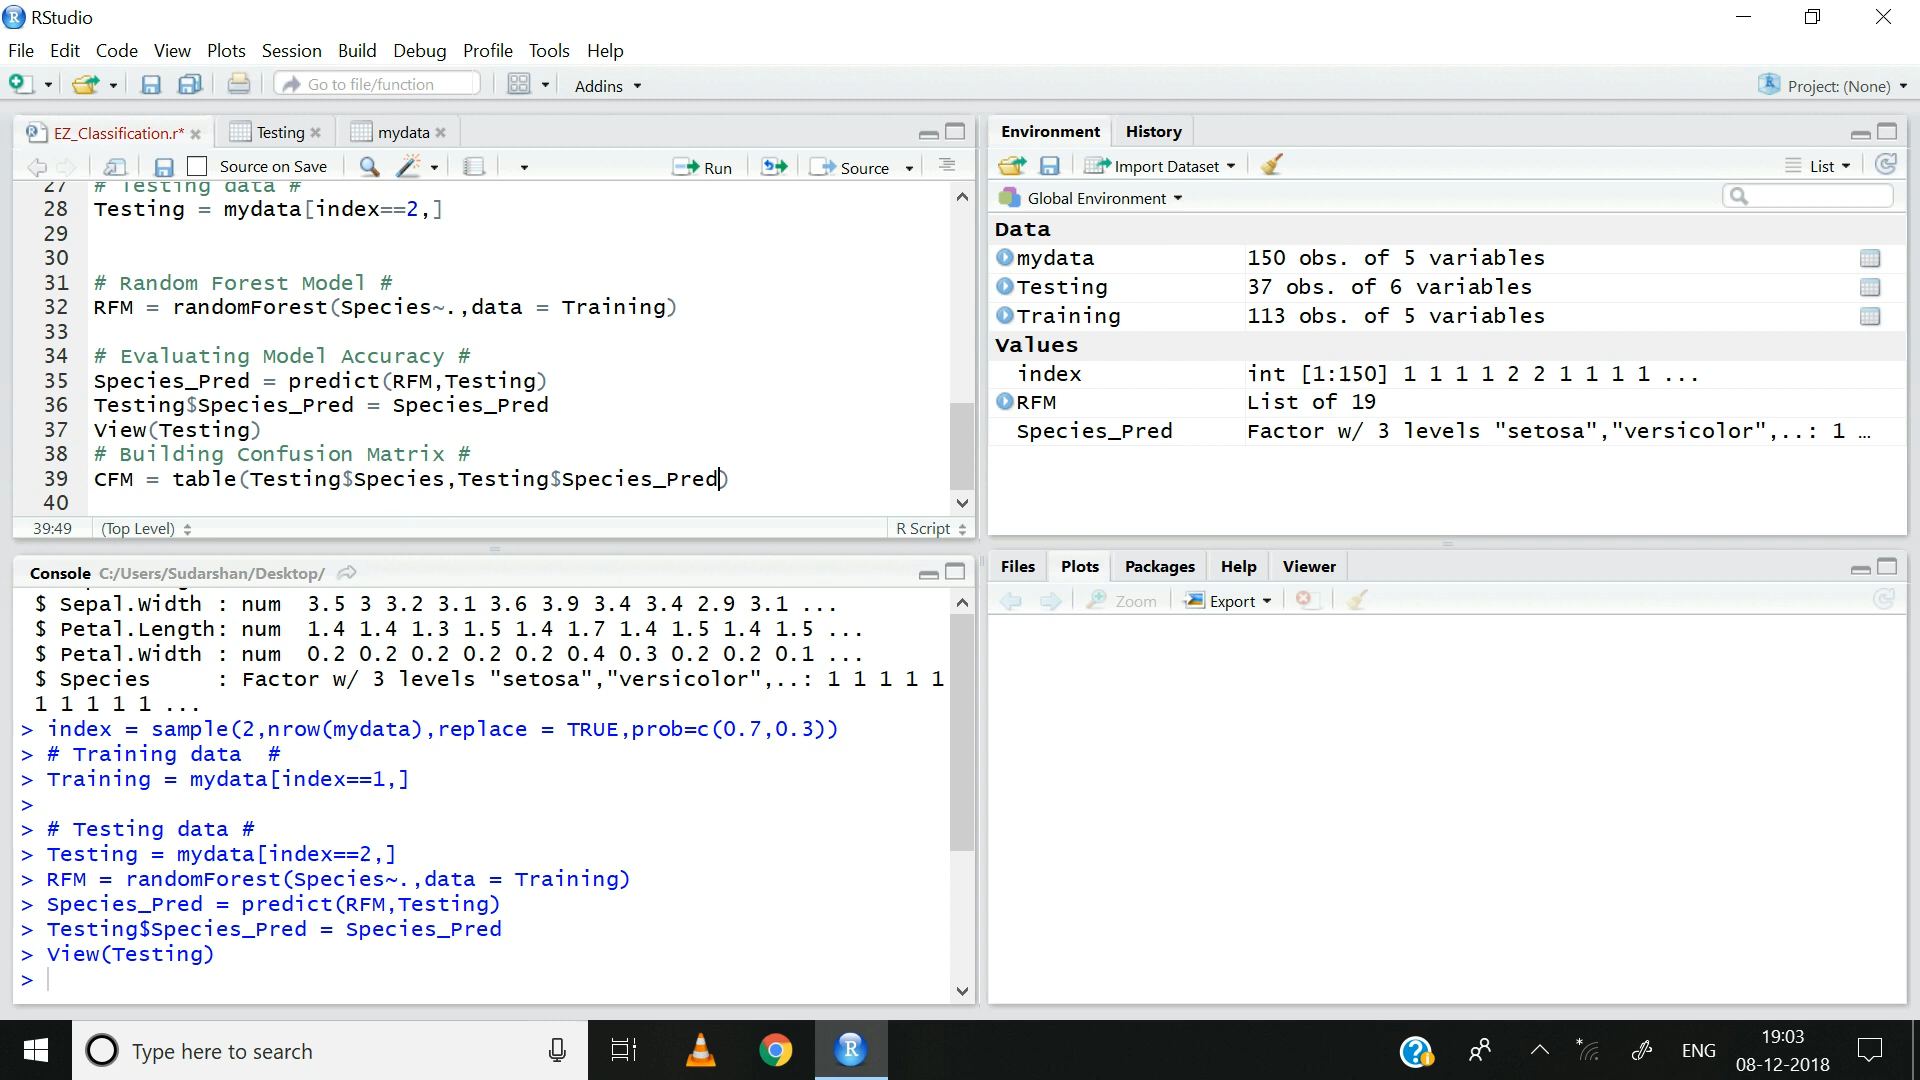 RStudio
File Edit Code View Plots Session Build Debug Profile Tools Help
Go to file/function Addins Project: (None)
EZ_Classification.r* Testing mydata
Source on Save Run Source
27 # Testing data #
28 Testing = mydata[index==2,]
29
30
31 # Random Forest Model #
32 RFM = randomForest(Species~.,data = Training)
33
34 # Evaluating Model Accuracy #
35 Species_Pred = predict(RFM,Testing)
36 Testing$Species_Pred = Species_Pred
37 View(Testing)
38 # Building Confusion Matrix #
39 CFM = table(Testing$Species,Testing$Species_Pred)
40
39:49 (Top Level) R Script
Console C:/Users/Sudarshan/Desktop/
$ Sepal.Width : num 3.5 3 3.2 3.1 3.6 3.9 3.4 3.4 2.9 3.1 ...
$ Petal.Length: num 1.4 1.4 1.3 1.5 1.4 1.7 1.4 1.5 1.4 1.5 ...
$ Petal.Width : num 0.2 0.2 0.2 0.2 0.2 0.4 0.3 0.2 0.2 0.1 ...
$ Species : Factor w/ 3 levels "setosa","versicolor",..: 1 1 1 1 1
1 1 1 1 1 ...
> index = sample(2,nrow(mydata),replace = TRUE,prob=c(0.7,0.3))
> # Training data #
> Training = mydata[index==1,]
>
> # Testing data #
> Testing = mydata[index==2,]
> RFM = randomForest(Species~.,data = Training)
> Species_Pred = predict(RFM,Testing)
> Testing$Species_Pred = Species_Pred
> View(Testing)
>
Environment History
Import Dataset List
Global Environment
Data
mydata 150 obs. of 5 variables
Testing 37 obs. of 6 variables
Training 113 obs. of 5 variables
Values
index int [1:150] 1 1 1 1 2 2 1 1 1 1 ...
RFM List of 19
Species_Pred Factor w/ 3 levels "setosa","versicolor",..: 1 …
Files Plots Packages Help Viewer
Zoom Export
Type here to search
ENG
19:03
08-12-2018